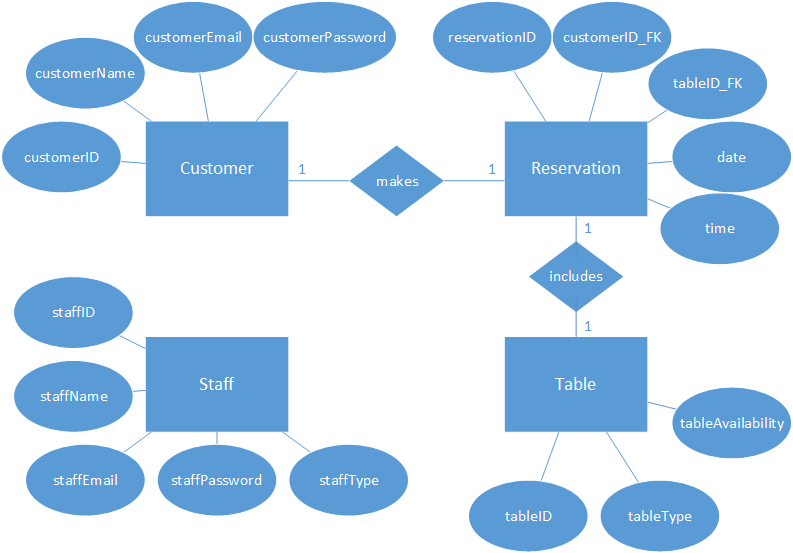 customerEmail
customerPassword
reservationID
customerID_FK
customerName
tableID_FK
customerID
Customer
1
makes
1
Reservation
date
time
1
includes
staffID
1
staffName
Staff
Table
tableAvailability
staffEmail
staffPassword
staffType
tableID
tableType